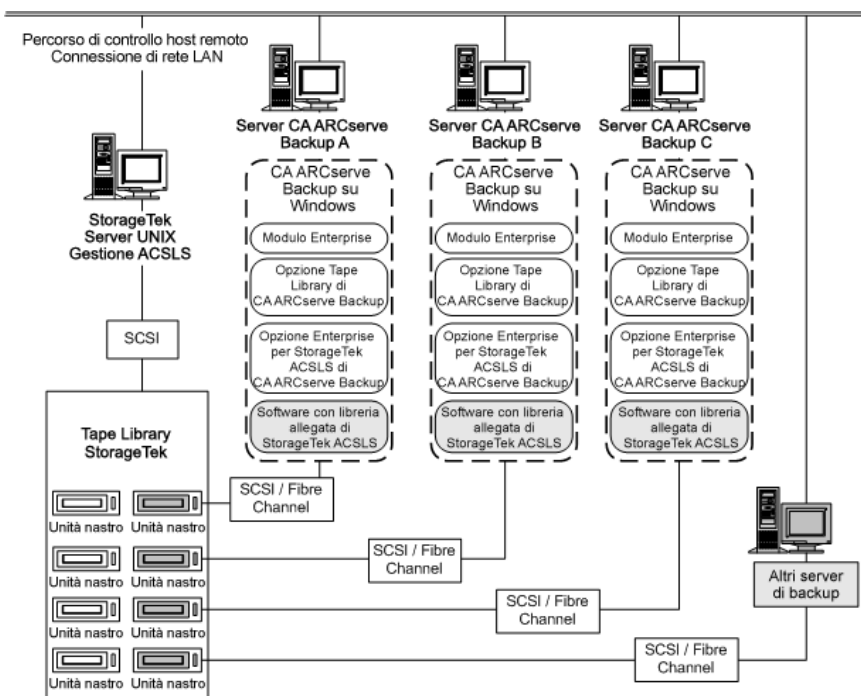 Percorso di controllo host remoto
Connessione di rete LAN
StorageTek
Server UNIX
Gestione ACSLS
SCSI
Server CA ARCserve
Backup A
CA ARCserve
Backup su
Windows
Modulo Enterprise
Opzione Tape
Library di
CA ARCserve Backup
Opzione Enterprise
per StorageTek
ACSLS di
CA ARCserve Backup
Software con libreria
allegata di
StorageTek ACSLS
Server CA ARCserve
Backup B
CA ARCserve
Backup su
Windows
Modulo Enterprise
Opzione Tape
Library di
CA ARCserve Backup
Opzione Enterprise
per StorageTek
ACSLS di
CA ARCserve Backup
Software con libreria
allegata di
StorageTek ACSLS
Server CA ARCserve
Backup C
CA ARCserve
Backup su
Windows
Modulo Enterprise
Opzione Tape
Library di
CA ARCserve Backup
Opzione Enterprise
per StorageTek
ACSLS di
CA ARCserve Backup
Software con libreria
allegata di
StorageTek ACSLS
Tape Library
StorageTek
Unità nastro
Unità nastro
SCSI / Fibre
Channel
Unità nastro
Unità nastro
SCSI / Fibre
Channel
Unità nastro
Unità nastro
SCSI / Fibre
Channel
Unità nastro
Unità nastro
SCSI / Fibre
Channel
Altri server
di backup